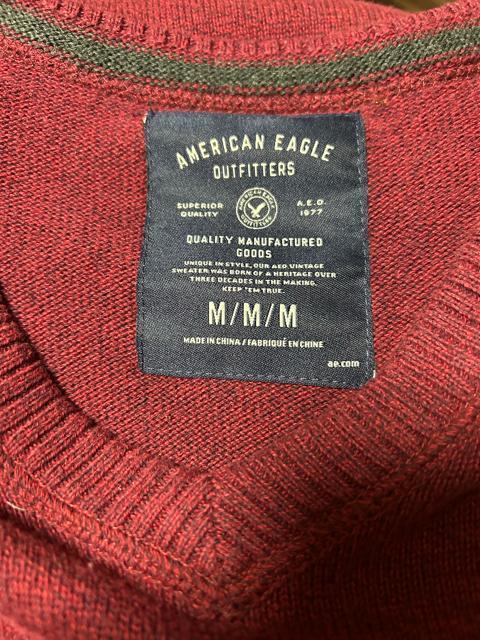 AMERICAN EAGLE
OUTFITTERS
SUPERIOR
QUALITY
AMERICAN EAGLE
OUTFITTERS
A.E.O.
1977
QUALITY MANUFACTURED
GOODS
UNIQUE IN STYLE, OUR AEO VINTAGE
SWEATER WAS BORN OF A HERITAGE OVER
THREE DECADES IN THE MAKING.
KEEP 'EM TRUE.
M/M/M
MADE IN CHINA / FABRIQUÉ EN CHINE
ae.com